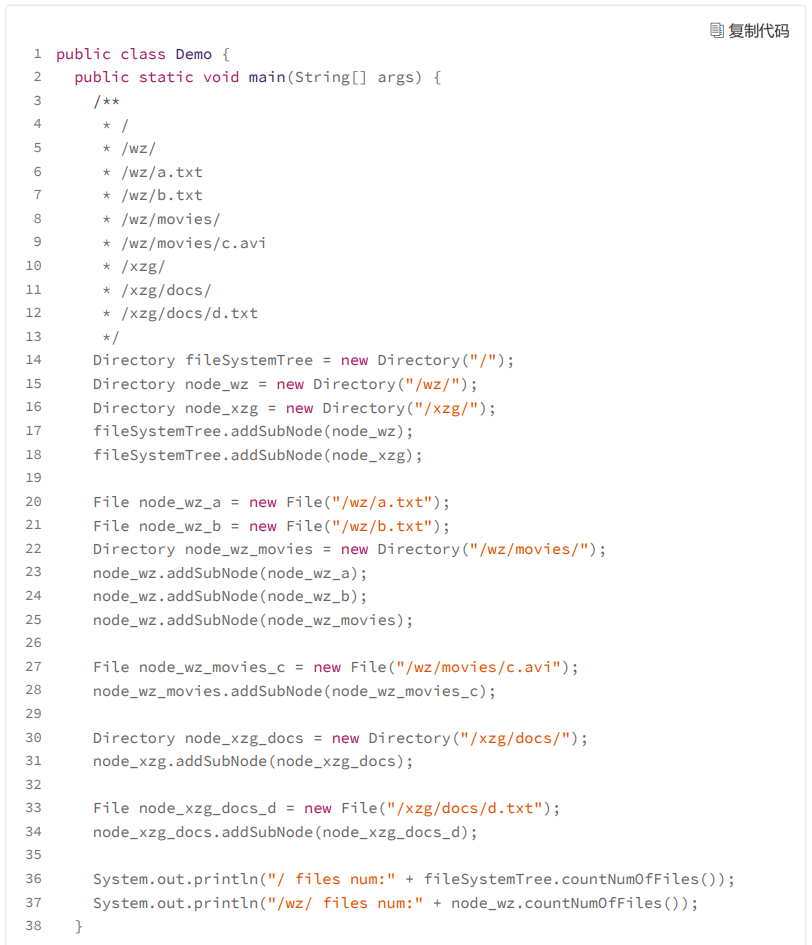 复制代码
1 public class Demo {
2   public static void main(String[] args) {
3     /**
4      * /
5      * /wz/
6      * /wz/a.txt
7      * /wz/b.txt
8      * /wz/movies/
9      * /wz/movies/c.avi
10      * /xzg/
11      * /xzg/docs/
12      * /xzg/docs/d.txt
13      */
14     Directory fileSystemTree = new Directory("/");
15     Directory node_wz = new Directory("/wz/");
16     Directory node_xzg = new Directory("/xzg/");
17     fileSystemTree.addSubNode(node_wz);
18     fileSystemTree.addSubNode(node_xzg);
19
20     File node_wz_a = new File("/wz/a.txt");
21     File node_wz_b = new File("/wz/b.txt");
22     Directory node_wz_movies = new Directory("/wz/movies/");
23     node_wz.addSubNode(node_wz_a);
24     node_wz.addSubNode(node_wz_b);
25     node_wz.addSubNode(node_wz_movies);
26
27     File node_wz_movies_c = new File("/wz/movies/c.avi");
28     node_wz_movies.addSubNode(node_wz_movies_c);
29
30     Directory node_xzg_docs = new Directory("/xzg/docs/");
31     node_xzg.addSubNode(node_xzg_docs);
32
33     File node_xzg_docs_d = new File("/xzg/docs/d.txt");
34     node_xzg_docs.addSubNode(node_xzg_docs_d);
35
36     System.out.println("/ files num:" + fileSystemTree.countNumOfFiles());
37     System.out.println("/wz/ files num:" + node_wz.countNumOfFiles());
38   }